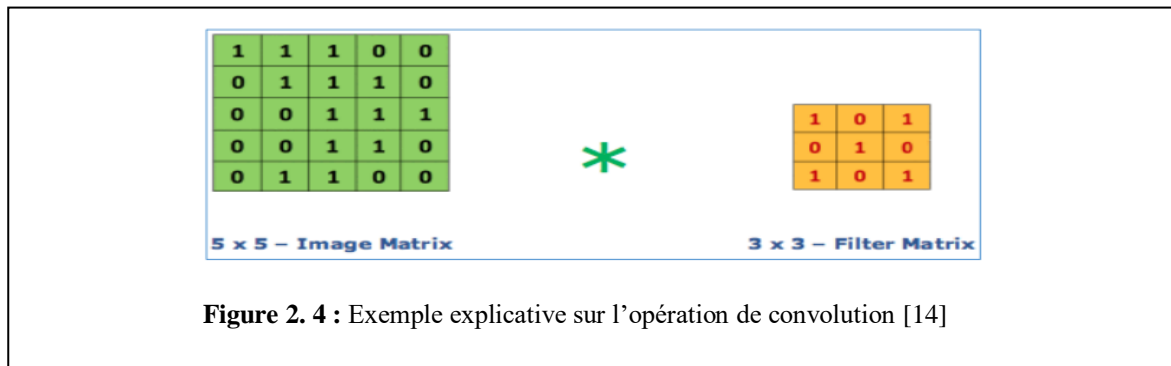 1 1 1 0 0
0 1 1 1 0
0 0 1 1 1
0 0 1 1 0
0 1 1 0 0
*
1 0 1
0 1 0
1 0 1
5 x 5 – Image Matrix
3 x 3 – Filter Matrix
Figure 2. 4 : Exemple explicative sur l’opération de convolution [14]